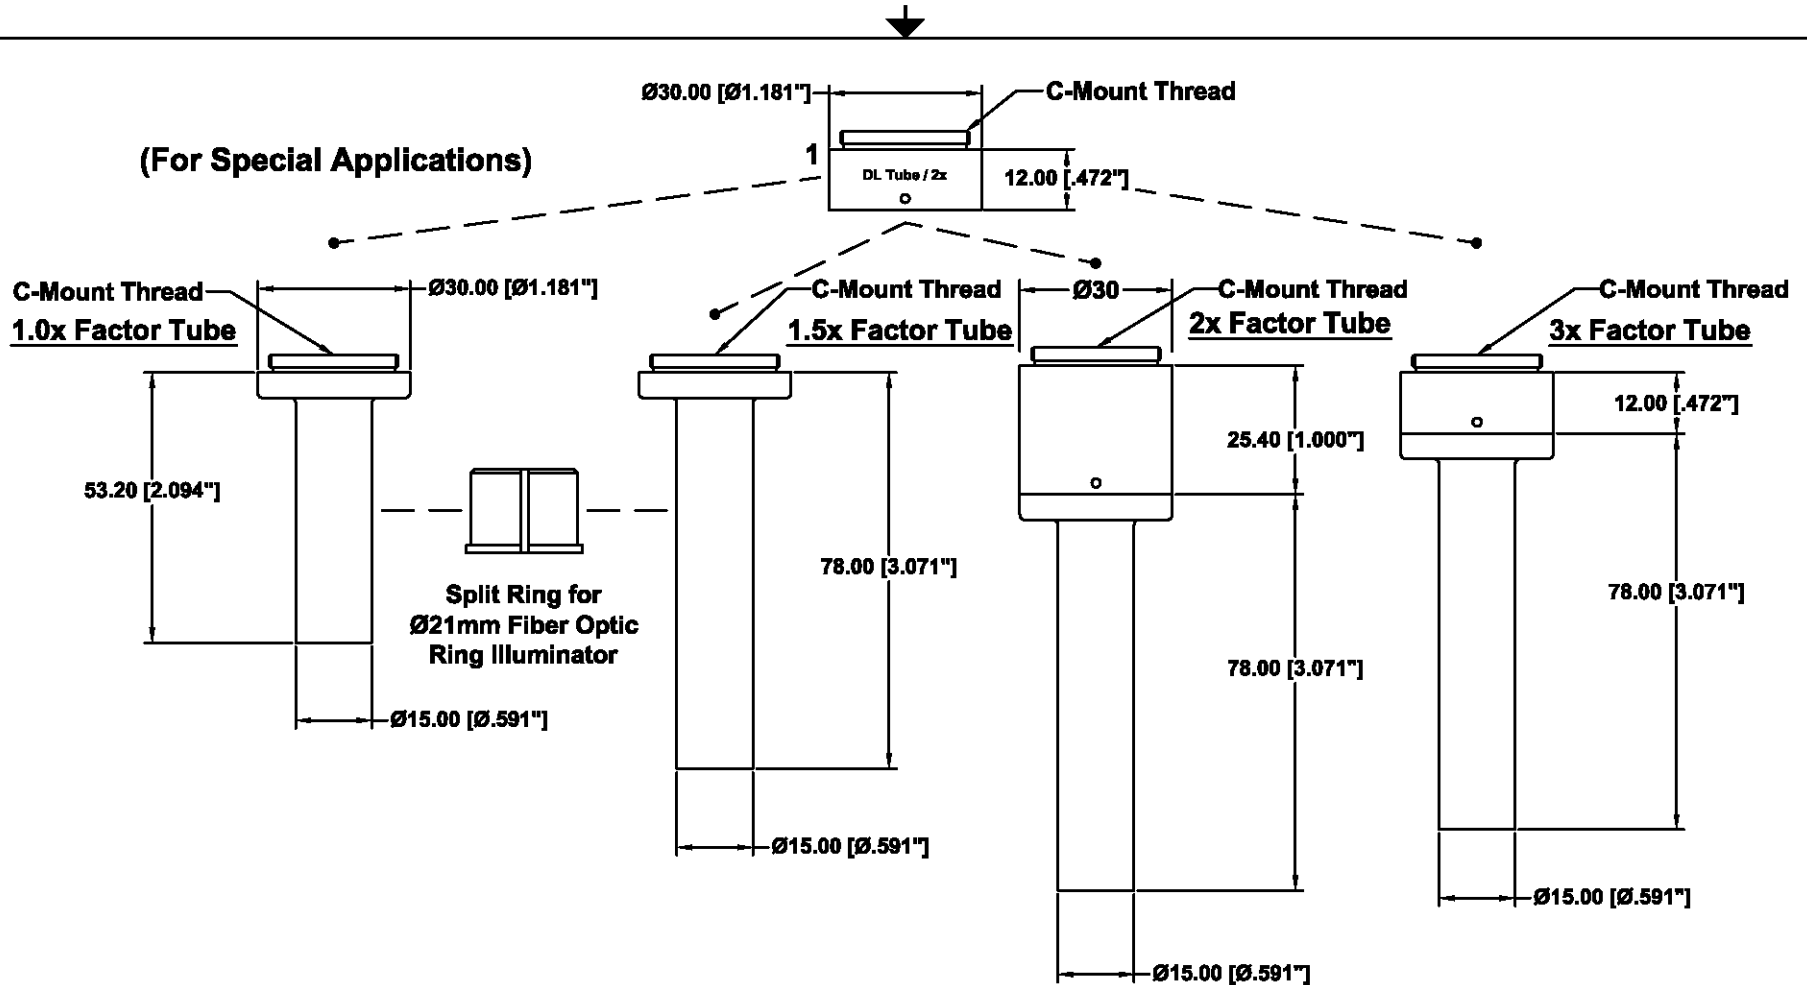 Ø30.00 [Ø1.181"]
C-Mount Thread
(For Special Applications)
1
DL Tube / 2x
12.00 [.472"]
C-Mount Thread
1.0x Factor Tube
Ø30.00 [Ø1.181"]
53.20 [2.094"]
Ø15.00 [Ø.591"]
Split Ring for
Ø21mm Fiber Optic
Ring Illuminator
C-Mount Thread
1.5x Factor Tube
78.00 [3.071"]
Ø15.00 [Ø.591"]
Ø30
C-Mount Thread
2x Factor Tube
25.40 [1.000"]
78.00 [3.071"]
Ø15.00 [Ø.591"]
C-Mount Thread
3x Factor Tube
12.00 [.472"]
78.00 [3.071"]
Ø15.00 [Ø.591"]